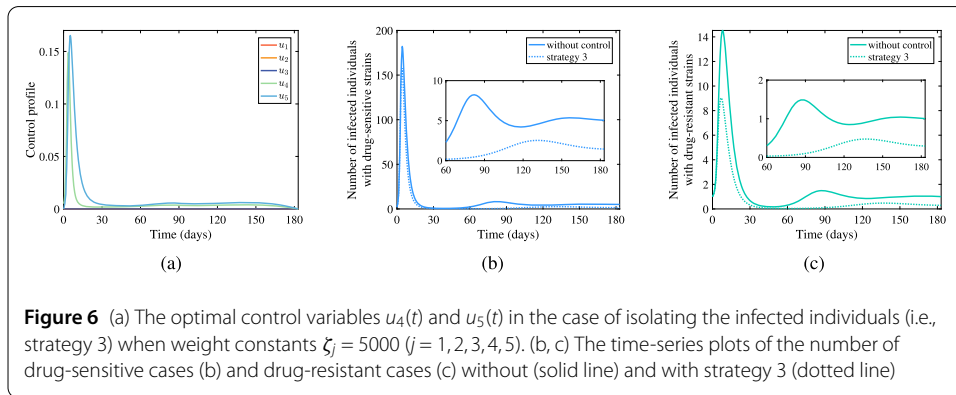 0.15
0.1
0.05
0
Control profile
u1
u2
u3
u4
u5
0 30 60 90 120 150 180
Time (days)
(a)
200
150
100
50
0
Number of infected individuals
with drug-sensitive strains
without control
strategy 3
10
5
0
60 90 120 150 180
0 30 60 90 120 150 180
Time (days)
(b)
14
12
10
8
6
4
2
0
Number of infected individuals
with drug-resistant strains
without control
strategy 3
2
1
0
60 90 120 150 180
0 30 60 90 120 150 180
Time (days)
(c)
Figure 6 (a) The optimal control variables u4(t) and u5(t) in the case of isolating the infected individuals (i.e.,
strategy 3) when weight constants ζj = 5000 (j = 1, 2, 3, 4, 5). (b, c) The time-series plots of the number of
drug-sensitive cases (b) and drug-resistant cases (c) without (solid line) and with strategy 3 (dotted line)